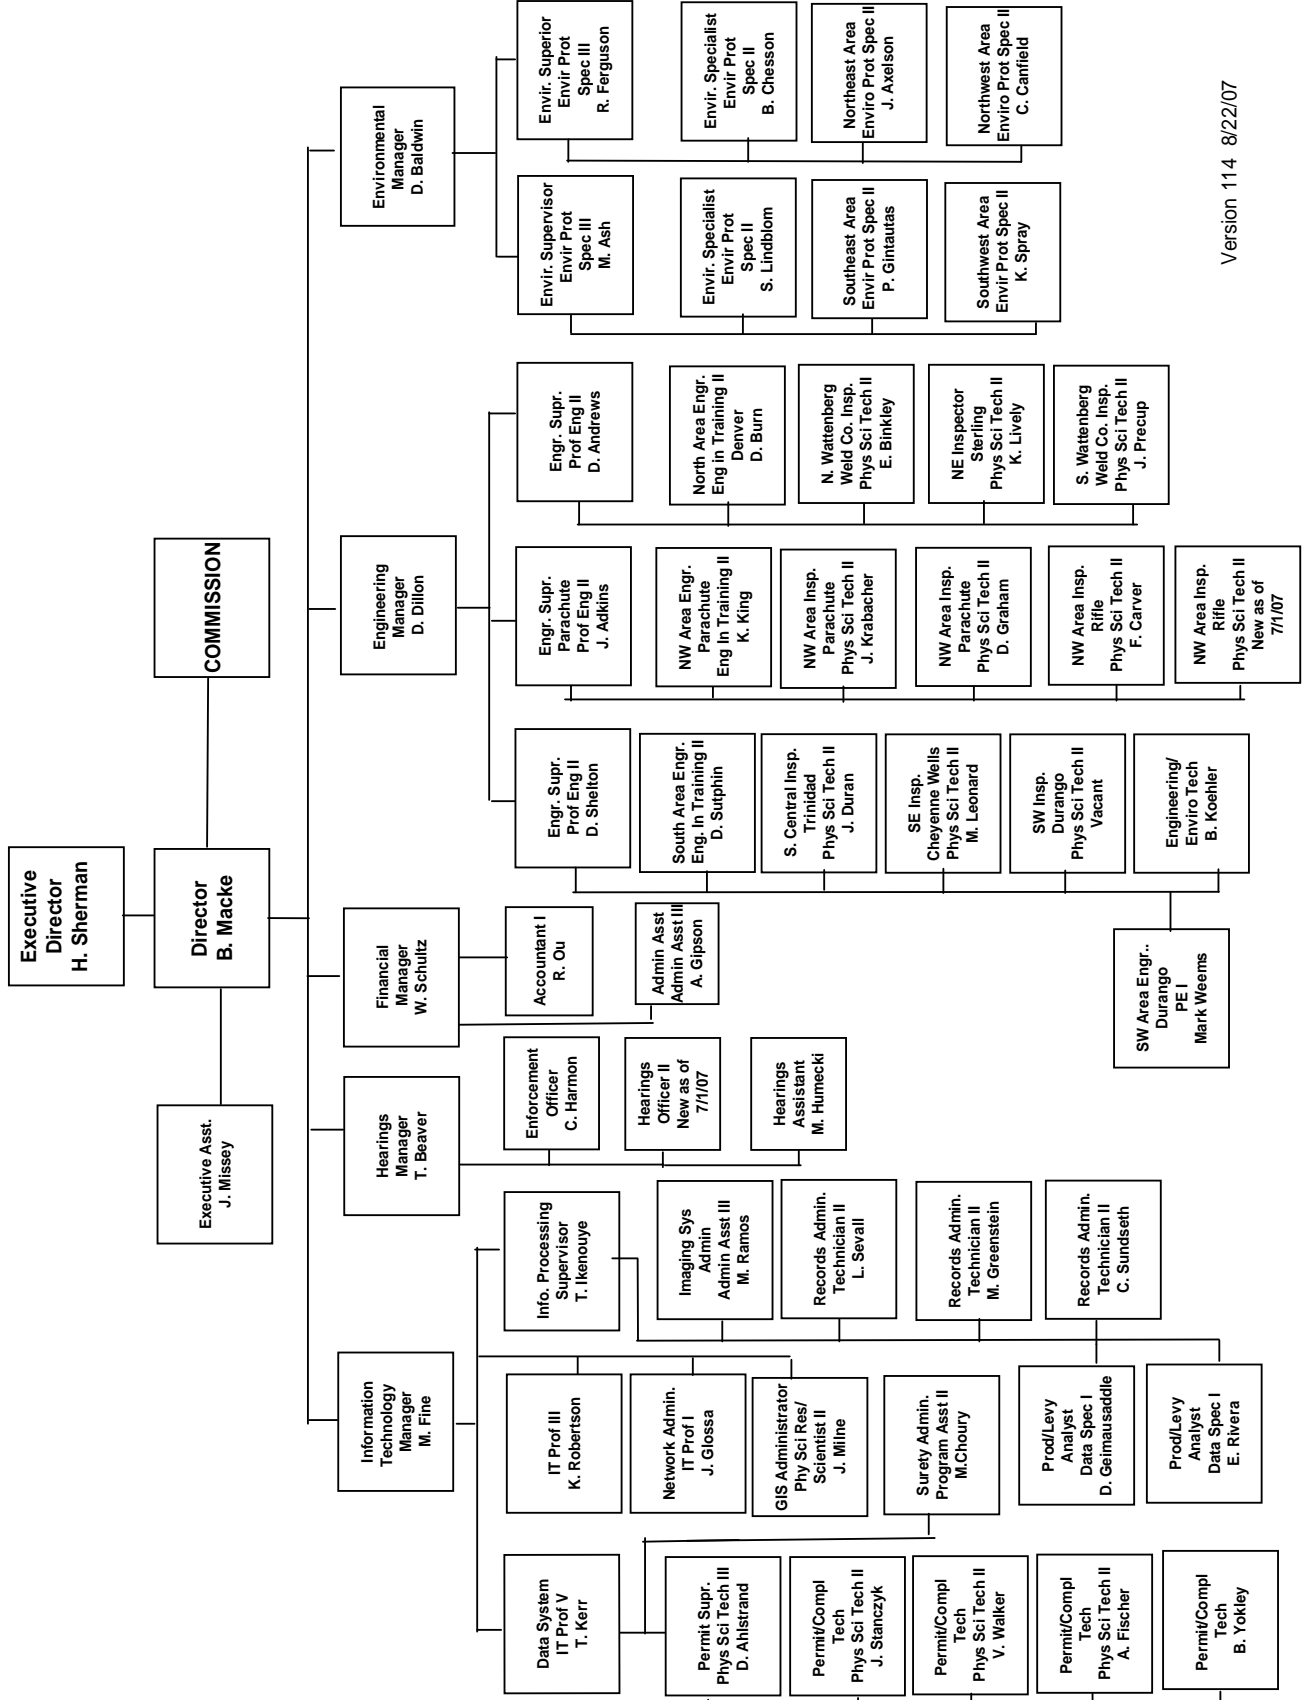 Executive
Director
H. Sherman
Director
B. Macke
COMMISSION
Executive Asst.
J. Missey
Information
Technology
Manager
M. Fine
Hearings
Manager
T. Beaver
Financial
Manager
W. Schultz
Engineering
Manager
D. Dillon
Environmental
Manager
D. Baldwin
Data System
IT Prof V
T. Kerr
Permit Supr.
Phys Sci Tech III
D. Ahlstrand
Permit/Compl
Tech
Phys Sci Tech II
J. Stanczyk
Permit/Compl
Tech
Phys Sci Tech II
V. Walker
Permit/Compl
Tech
Phys Sci Tech II
A. Fischer
Permit/Compl
Tech
B. Yokley
Surety Admin.
Program Asst II
M.Choury
IT Prof III
K. Robertson
Network Admin.
IT Prof I
J. Glossa
GIS Administrator
Phy Sci Res/
Scientist II
J. Milne
Info. Processing
Supervisor
T. Ikenouye
Imaging Sys
Admin
Admin Asst III
M. Ramos
Records Admin.
Technician II
L. Sevall
Records Admin.
Technician II
M. Greenstein
Records Admin.
Technician II
C. Sundseth
Prod/Levy
Analyst
Data Spec I
D. Geimausaddle
Prod/Levy
Analyst
Data Spec I
E. Rivera
Enforcement
Officer
C. Harmon
Hearings
Officer II
New as of
7/1/07
Hearings
Assistant
M. Humecki
Accountant I
R. Ou
Admin Asst
Admin Asst III
A. Gipson
Engr. Supr.
Prof Eng II
D. Shelton
South Area Engr.
Eng. In Training II
D. Sutphin
S. Central Insp.
Trinidad
Phys Sci Tech II
J. Duran
SE Insp.
Cheyenne Wells
Phys Sci Tech II
M. Leonard
SW Insp.
Durango
Phys Sci Tech II
Vacant
Engineering/
Enviro Tech
B. Koehler
SW Area Engr..
Durango
PE I
Mark Weems
Engr. Supr.
Parachute
Prof Eng II
J. Adkins
NW Area Engr.
Parachute
Eng In Training II
K. King
NW Area Insp.
Parachute
Phys Sci Tech II
J. Krabacher
NW Area Insp.
Parachute
Phys Sci Tech II
D. Graham
NW Area Insp.
Rifle
Phys Sci Tech II
F. Carver
NW Area Insp.
Rifle
Phys Sci Tech II
New as of
7/1/07
Engr. Supr.
Prof Eng II
D. Andrews
North Area Engr.
Eng in Training II
Denver
D. Burn
N. Wattenberg
Weld Co. Insp.
Phys Sci Tech II
E. Binkley
NE Inspector
Sterling
Phys Sci Tech II
K. Lively
S. Wattenberg
Weld Co. Insp.
Phys Sci Tech II
J. Precup
Envir. Supervisor
Envir Prot
Spec III
M. Ash
Envir. Specialist
Envir Prot
Spec II
S. Lindblom
Southeast Area
Envir Prot Spec II
P. Gintautas
Southwest Area
Envir Prot Spec II
K. Spray
Envir. Superior
Envir Prot
Spec III
R. Ferguson
Envir. Specialist
Envir Prot
Spec II
B. Chesson
Northeast Area
Enviro Prot Spec II
J. Axelson
Northwest Area
Enviro Prot Spec II
C. Canfield
Version 114 8/22/07